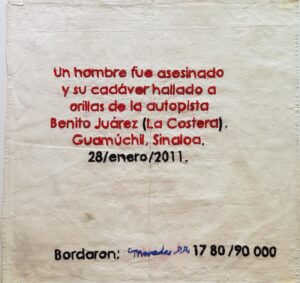 Un hombre fue asesinado
y su cadáver hallado a
orillas de la autopista
Benito Juárez (La Costera).
Guamúchil, Sinaloa.
28/enero/2011.
Bordaron: Mercedes 17 80/90 000